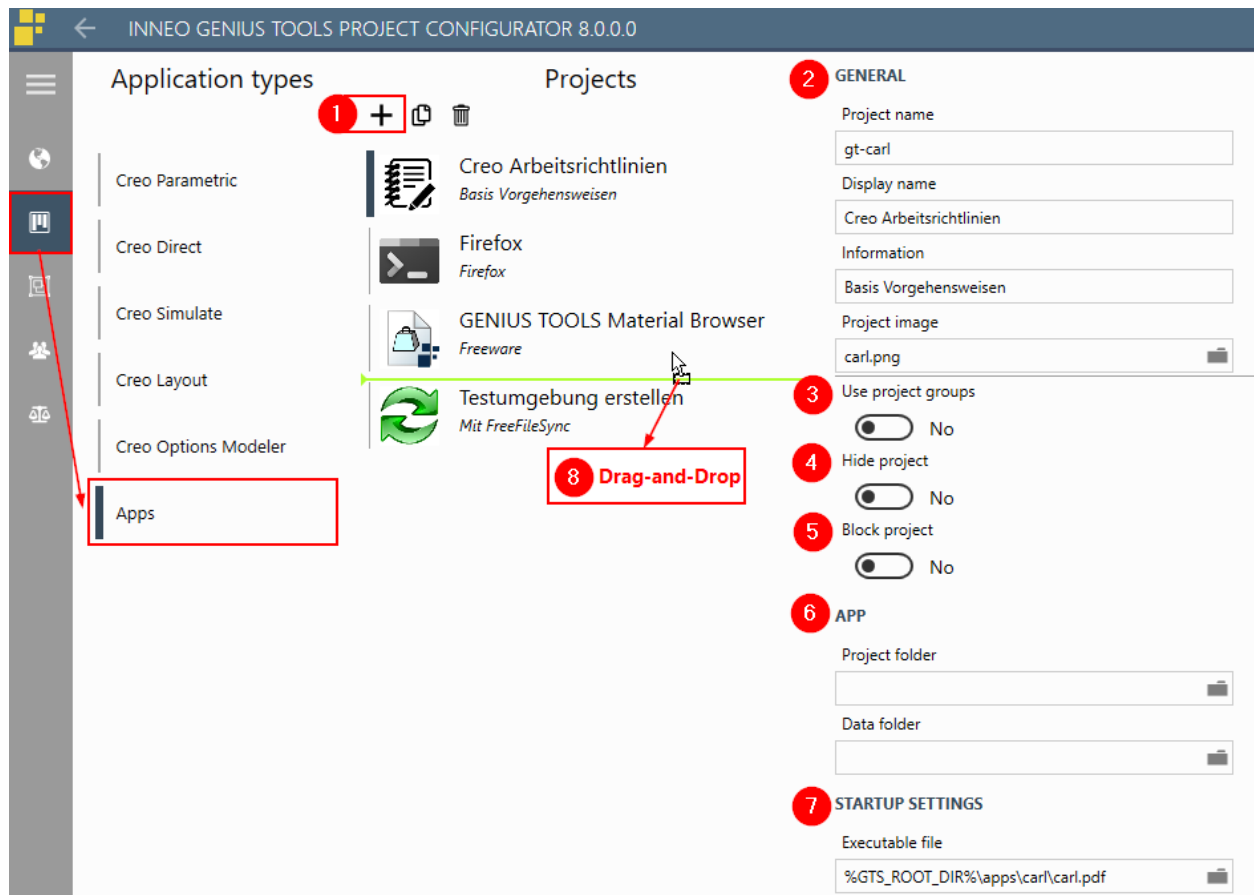 INNEO GENIUS TOOLS PROJECT CONFIGURATOR 8.0.0.0
Application types
Creo Parametric
Creo Direct
Creo Simulate
Creo Layout
Creo Options Modeler
Apps
Projects
1
Creo Arbeitsrichtlinien
Basis Vorgehensweisen
Firefox
Firefox
GENIUS TOOLS Material Browser
Freeware
Testumgebung erstellen
Mit FreeFileSync
8 Drag-and-Drop
2 GENERAL
Project name
gt-carl
Display name
Creo Arbeitsrichtlinien
Information
Basis Vorgehensweisen
Project image
carl.png
3 Use project groups
No
4 Hide project
No
5 Block project
No
6 APP
Project folder
Data folder
7 STARTUP SETTINGS
Executable file
%GTS_ROOT_DIR%\apps\carl\carl.pdf